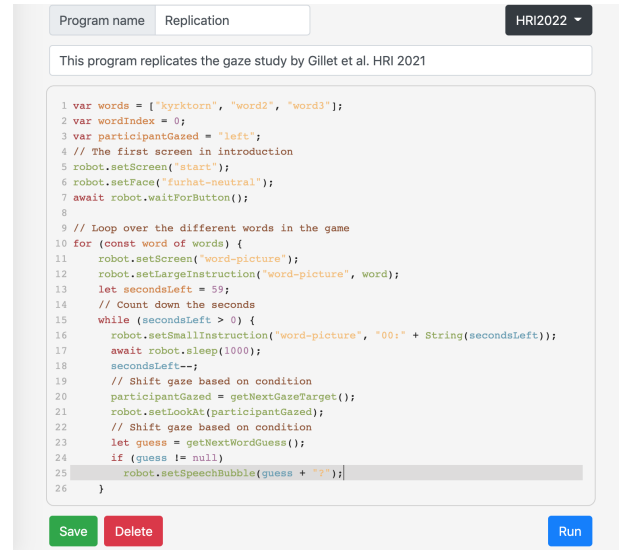 Program name Replication HRI2022
This program replicates the gaze study by Gillet et al. HRI 2021
1 var words = ["kyrktorn", "word2", "word3"];
2 var wordIndex = 0;
3 var participantGazed = "left";
4 // The first screen in introduction
5 robot.setScreen("start");
6 robot.setFace("furhat-neutral");
7 await robot.waitForButton();
8
9 // Loop over the different words in the game
10 for (const word of words) {
11 robot.setScreen("word-picture");
12 robot.setLargeInstruction("word-picture", word);
13 let secondsLeft = 59;
14 // Count down the seconds
15 while (secondsLeft > 0) {
16 robot.setSmallInstruction("word-picture", "00:" + String(secondsLeft));
17 await robot.sleep(1000);
18 secondsLeft--;
19 // Shift gaze based on condition
20 participantGazed = getNextGazeTarget();
21 robot.setLookAt(participantGazed);
22 // Shift gaze based on condition
23 let guess = getNextWordGuess();
24 if (guess != null)
25 robot.setSpeechBubble(guess + "?");
26 }
Save Delete Run